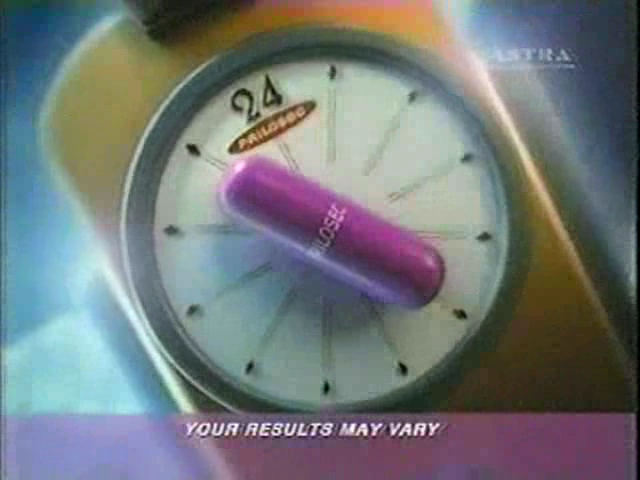 ASTRA
24
PRILOSEC
PRILOSEC
YOUR RESULTS MAY VARY